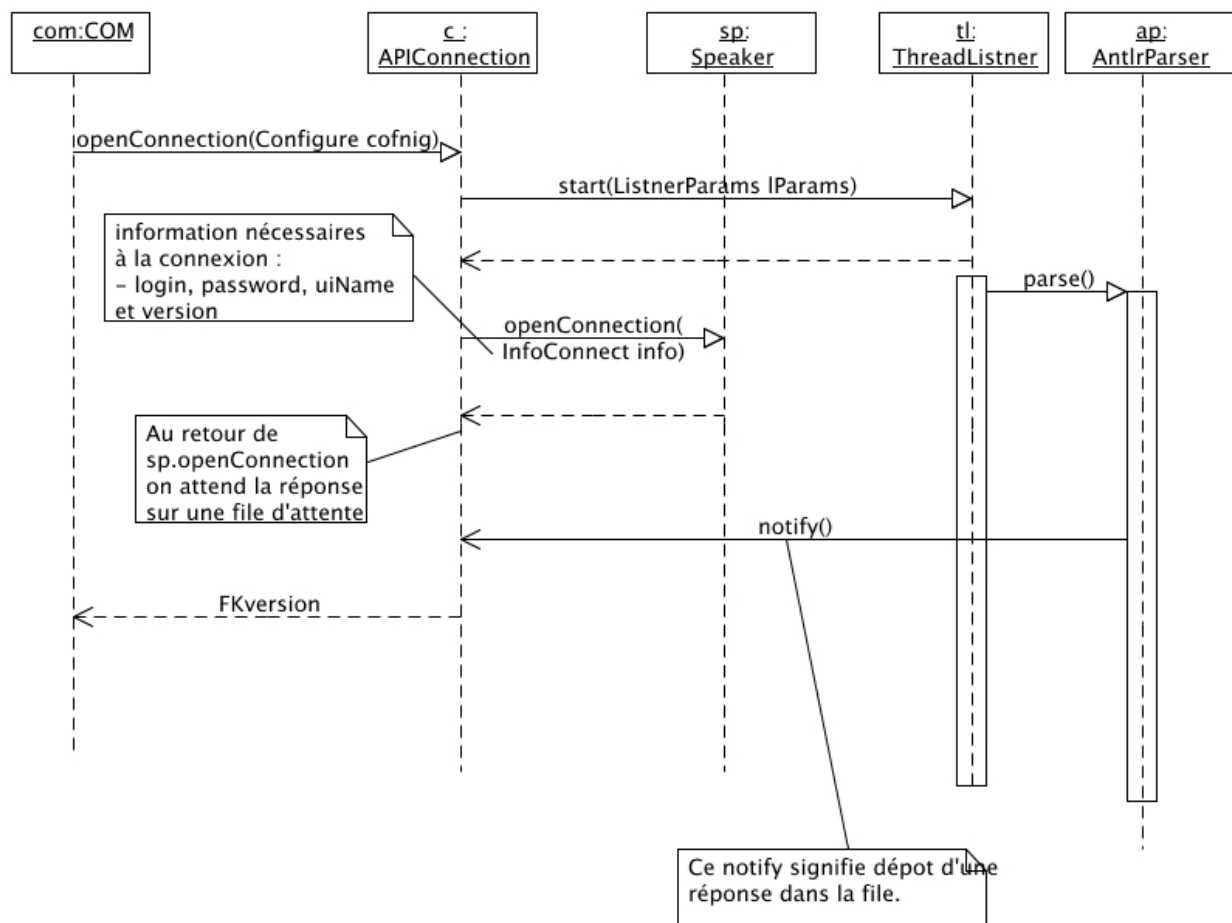 com:COM
c :
APIConnection
sp:
Speaker
tl:
ThreadListner
ap:
AntlrParser
openConnection(Configure cofnig)
start(ListnerParams lParams)
information nécessaires
à la connexion :
- login, password, uiName
et version
parse()
openConnection(
InfoConnect info)
Au retour de
sp.openConnection
on attend la réponse
sur une file d'attente
notify()
FKversion
Ce notify signifie dépot d'une
réponse dans la file.